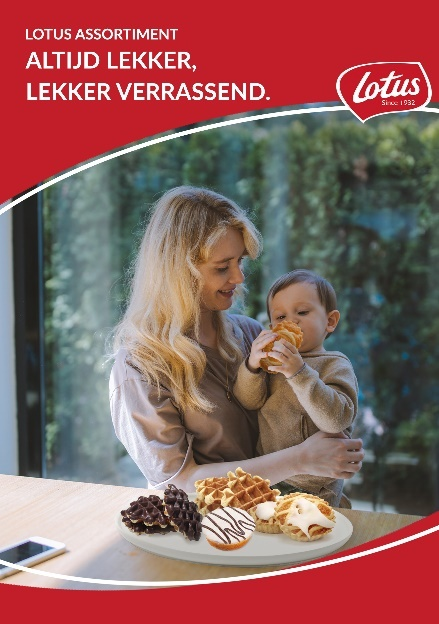 LOTUS ASSORTIMENT
ALTIJD LEKKER,
LEKKER VERRASSEND.
Lotus
Since 1932